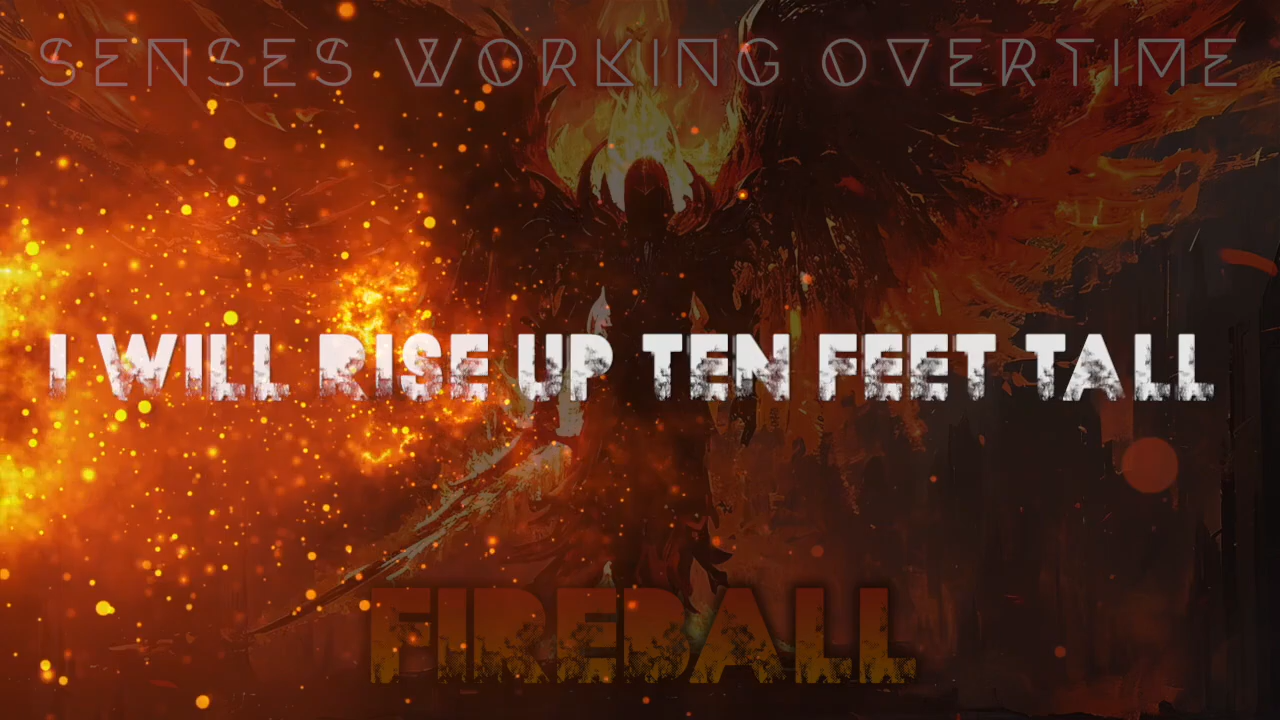 SENSES WORKING OVERTIME
I WILL RISE UP TEN FEET TALL
FIREBALL